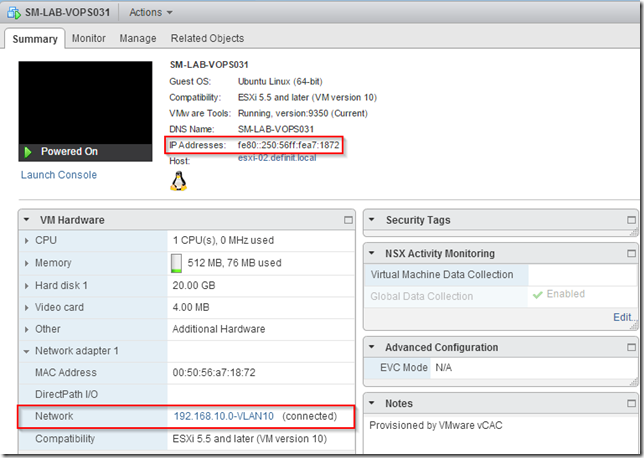 SM-LAB-VOPS031 Actions
Summary Monitor Manage Related Objects
SM-LAB-VOPS031
Guest OS: Ubuntu Linux (64-bit)
Compatibility: ESXi 5.5 and later (VM version 10)
VMware Tools: Running, version:9350 (Current)
DNS Name: SM-LAB-VOPS031
IP Addresses: fe80::250:56ff:fea7:1872
Host: esxi-02.definit.local
Powered On
Launch Console
VM Hardware
CPU 1 CPU(s), 0 MHz used
Memory 512 MB, 76 MB used
Hard disk 1 20.00 GB
Video card 4.00 MB
Other Additional Hardware
Network adapter 1
MAC Address 00:50:56:a7:18:72
DirectPath I/O
Network 192.168.10.0-VLAN10 (connected)
Compatibility ESXi 5.5 and later (VM version 10)
Security Tags
NSX Activity Monitoring
Virtual Machine Data Collection
Global Data Collection Enabled
Edit...
Advanced Configuration
EVC Mode N/A
Notes
Provisioned by VMware vCAC